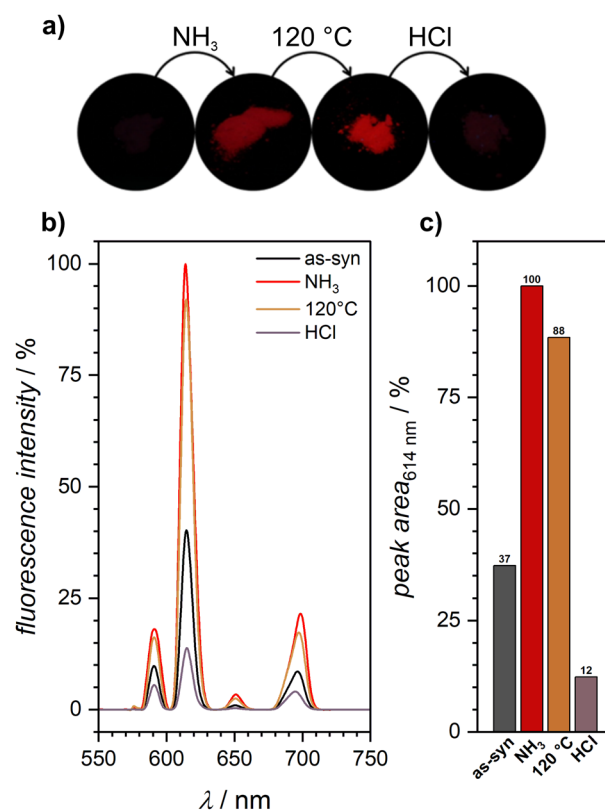 a)
NH₃ 120 °C HCl
b)
fluorescence intensity / %
100
75
50
25
0
as-syn
NH₃
120°C
HCl
550 600 650 700 750
λ / nm
c)
peak area₆₁₄ ₙₘ / %
100
75
50
25
0
37
100
88
12
as-syn
NH₃
120 °C
HCl